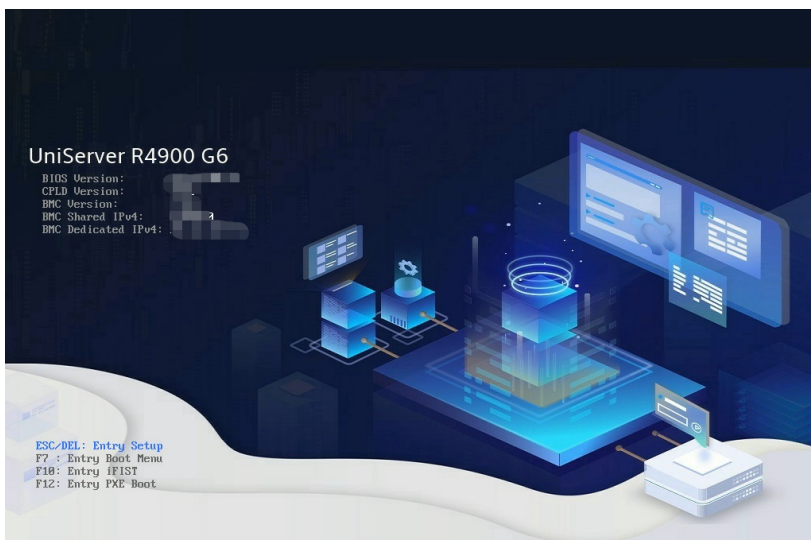 UniServer R4900 G6
BIOS Version:
CPLD Version:
BMC Version:
BMC Shared IPv4:
BMC Dedicated IPv4:
ESC/DEL: Entry Setup
F7 : Entry Boot Menu
F10: Entry iFIST
F12: Entry PXE Boot